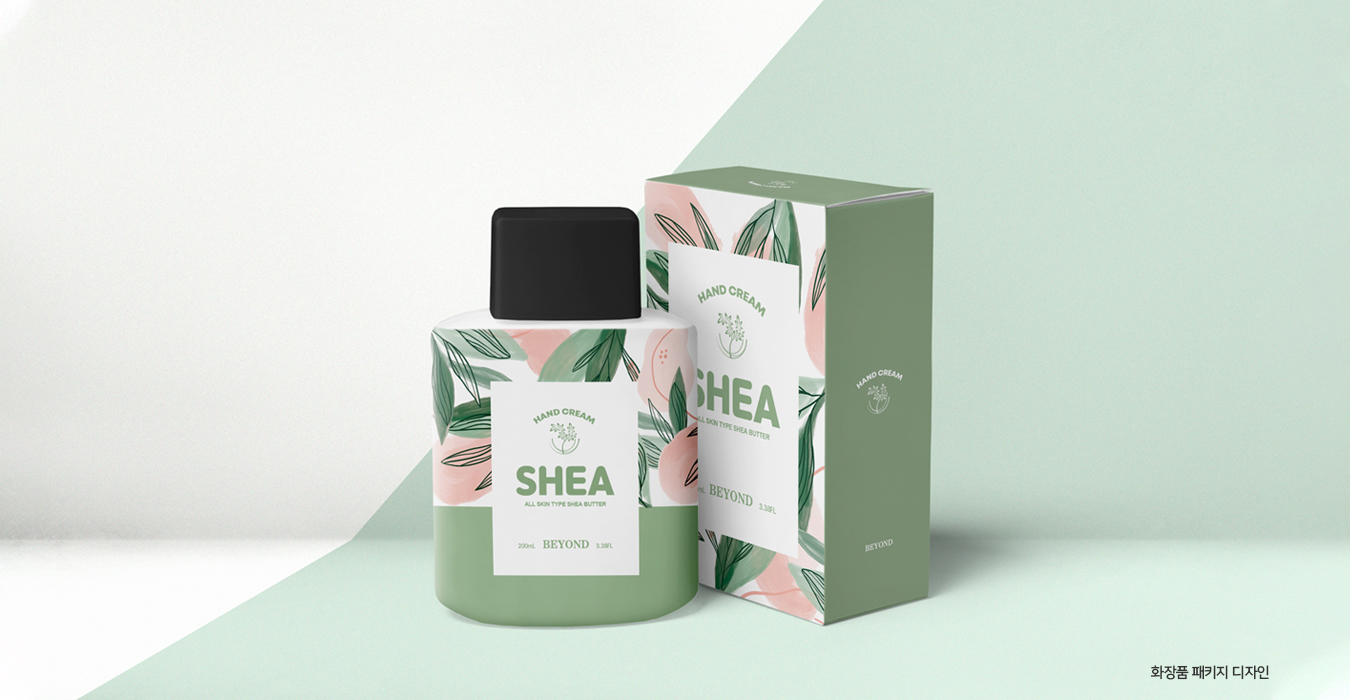 HAND CREAM
SHEA
ALL SKIN TYPE SHEA BUTTER
200mL BEYOND 3.38FL
HAND CREAM
SHEA
ALL SKIN TYPE SHEA BUTTER
mL BEYOND 3.38FL
HAND CREAM
BEYOND
화장품 패키지 디자인